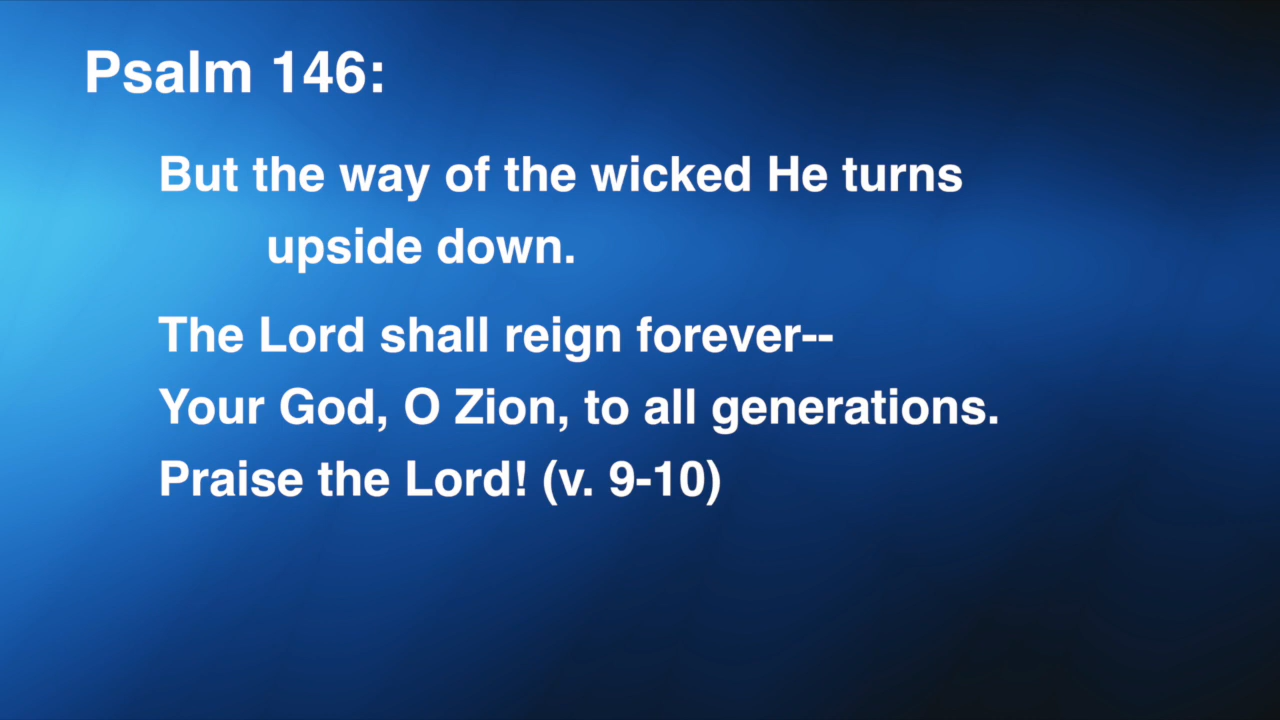 Psalm 146:
But the way of the wicked He turns
upside down.
The Lord shall reign forever--
Your God, O Zion, to all generations.
Praise the Lord! (v. 9-10)